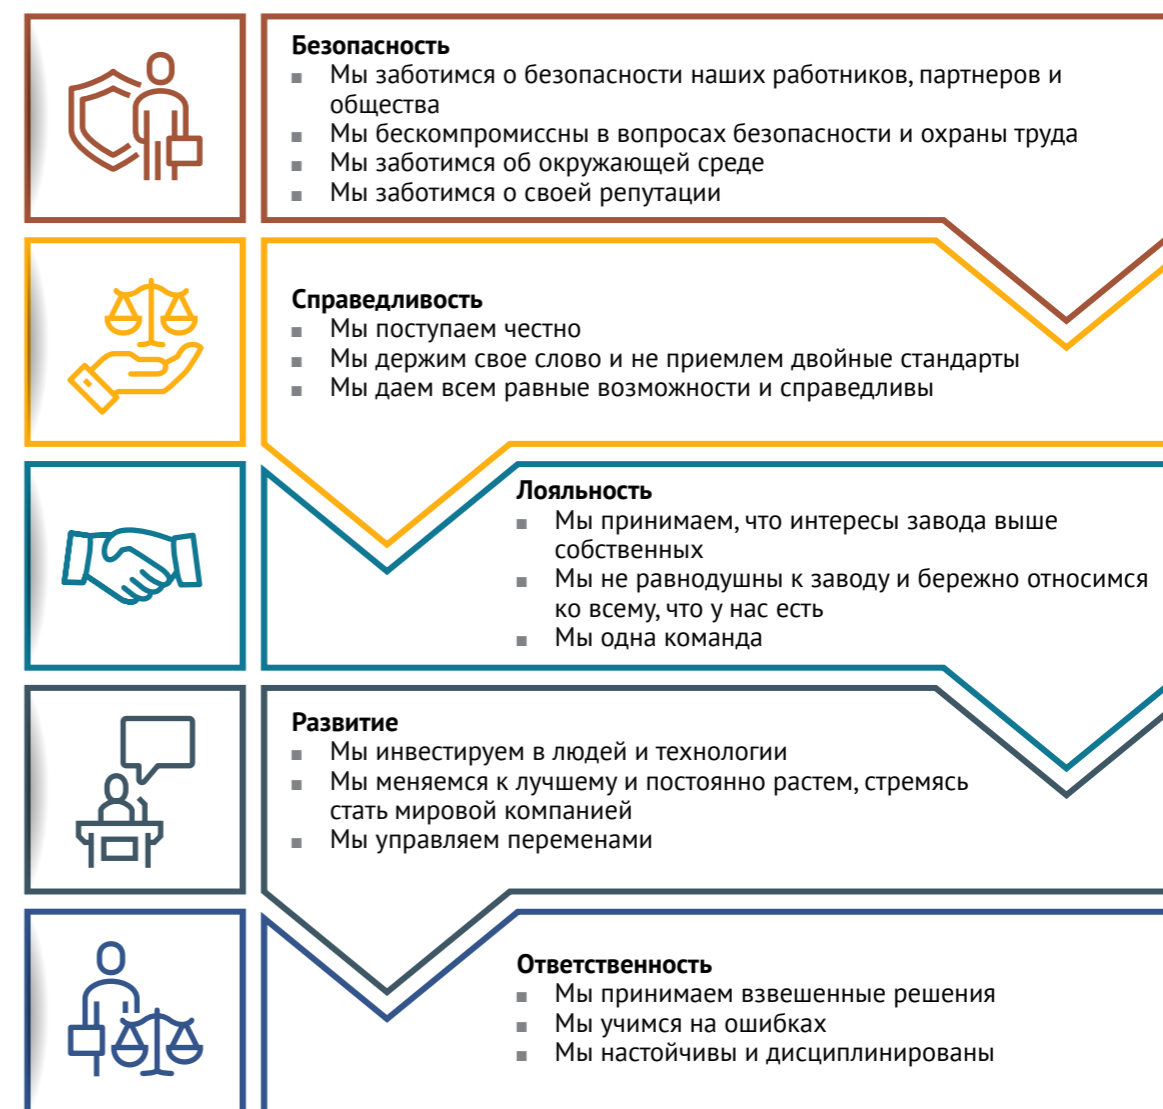 Безопасность
▪ Мы заботимся о безопасности наших работников, партнеров и
общества
▪ Мы бескомпромиссны в вопросах безопасности и охраны труда
▪ Мы заботимся об окружающей среде
▪ Мы заботимся о своей репутации
Справедливость
▪ Мы поступаем честно
▪ Мы держим свое слово и не приемлем двойные стандарты
▪ Мы даем всем равные возможности и справедливы
Лояльность
▪ Мы принимаем, что интересы завода выше
собственных
▪ Мы не равнодушны к заводу и бережно относимся
ко всему, что у нас есть
▪ Мы одна команда
Развитие
▪ Мы инвестируем в людей и технологии
▪ Мы меняемся к лучшему и постоянно растем, стремясь
стать мировой компанией
▪ Мы управляем переменами
Ответственность
▪ Мы принимаем взвешенные решения
▪ Мы учимся на ошибках
▪ Мы настойчивы и дисциплинированы